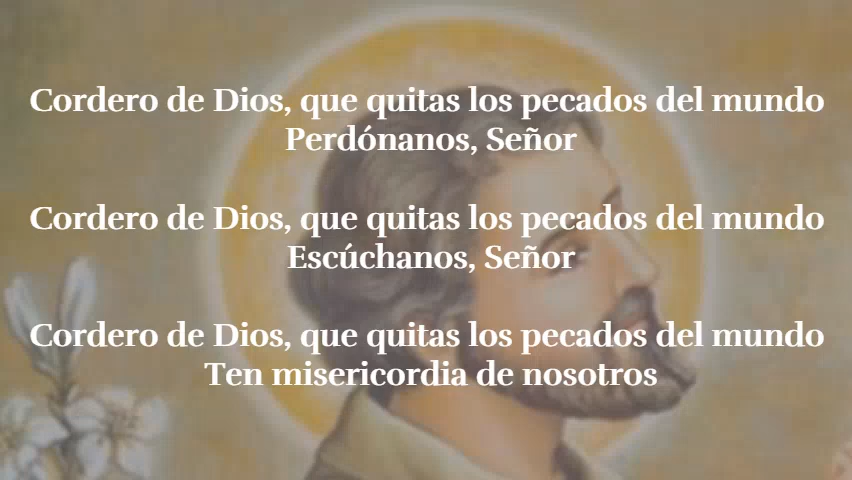 Cordero de Dios, que quitas los pecados del mundo
Perdónanos, Señor
Cordero de Dios, que quitas los pecados del mundo
Escúchanos, Señor
Cordero de Dios, que quitas los pecados del mundo
Ten misericordia de nosotros